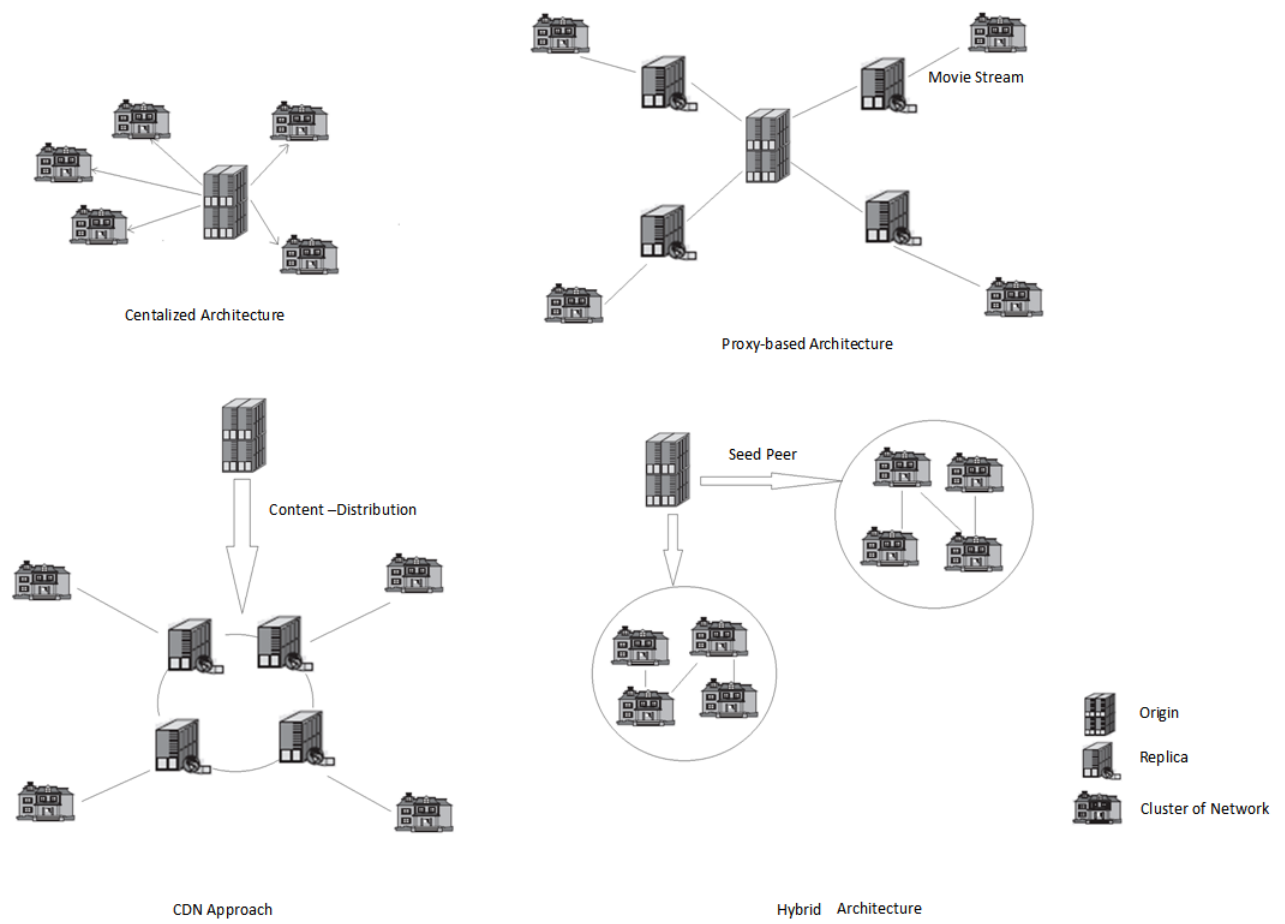 Movie Stream
Centalized Architecture
Proxy-based Architecture
Content –Distribution
Seed Peer
Origin
Replica
Cluster of Network
CDN Approach
Hybrid Architecture